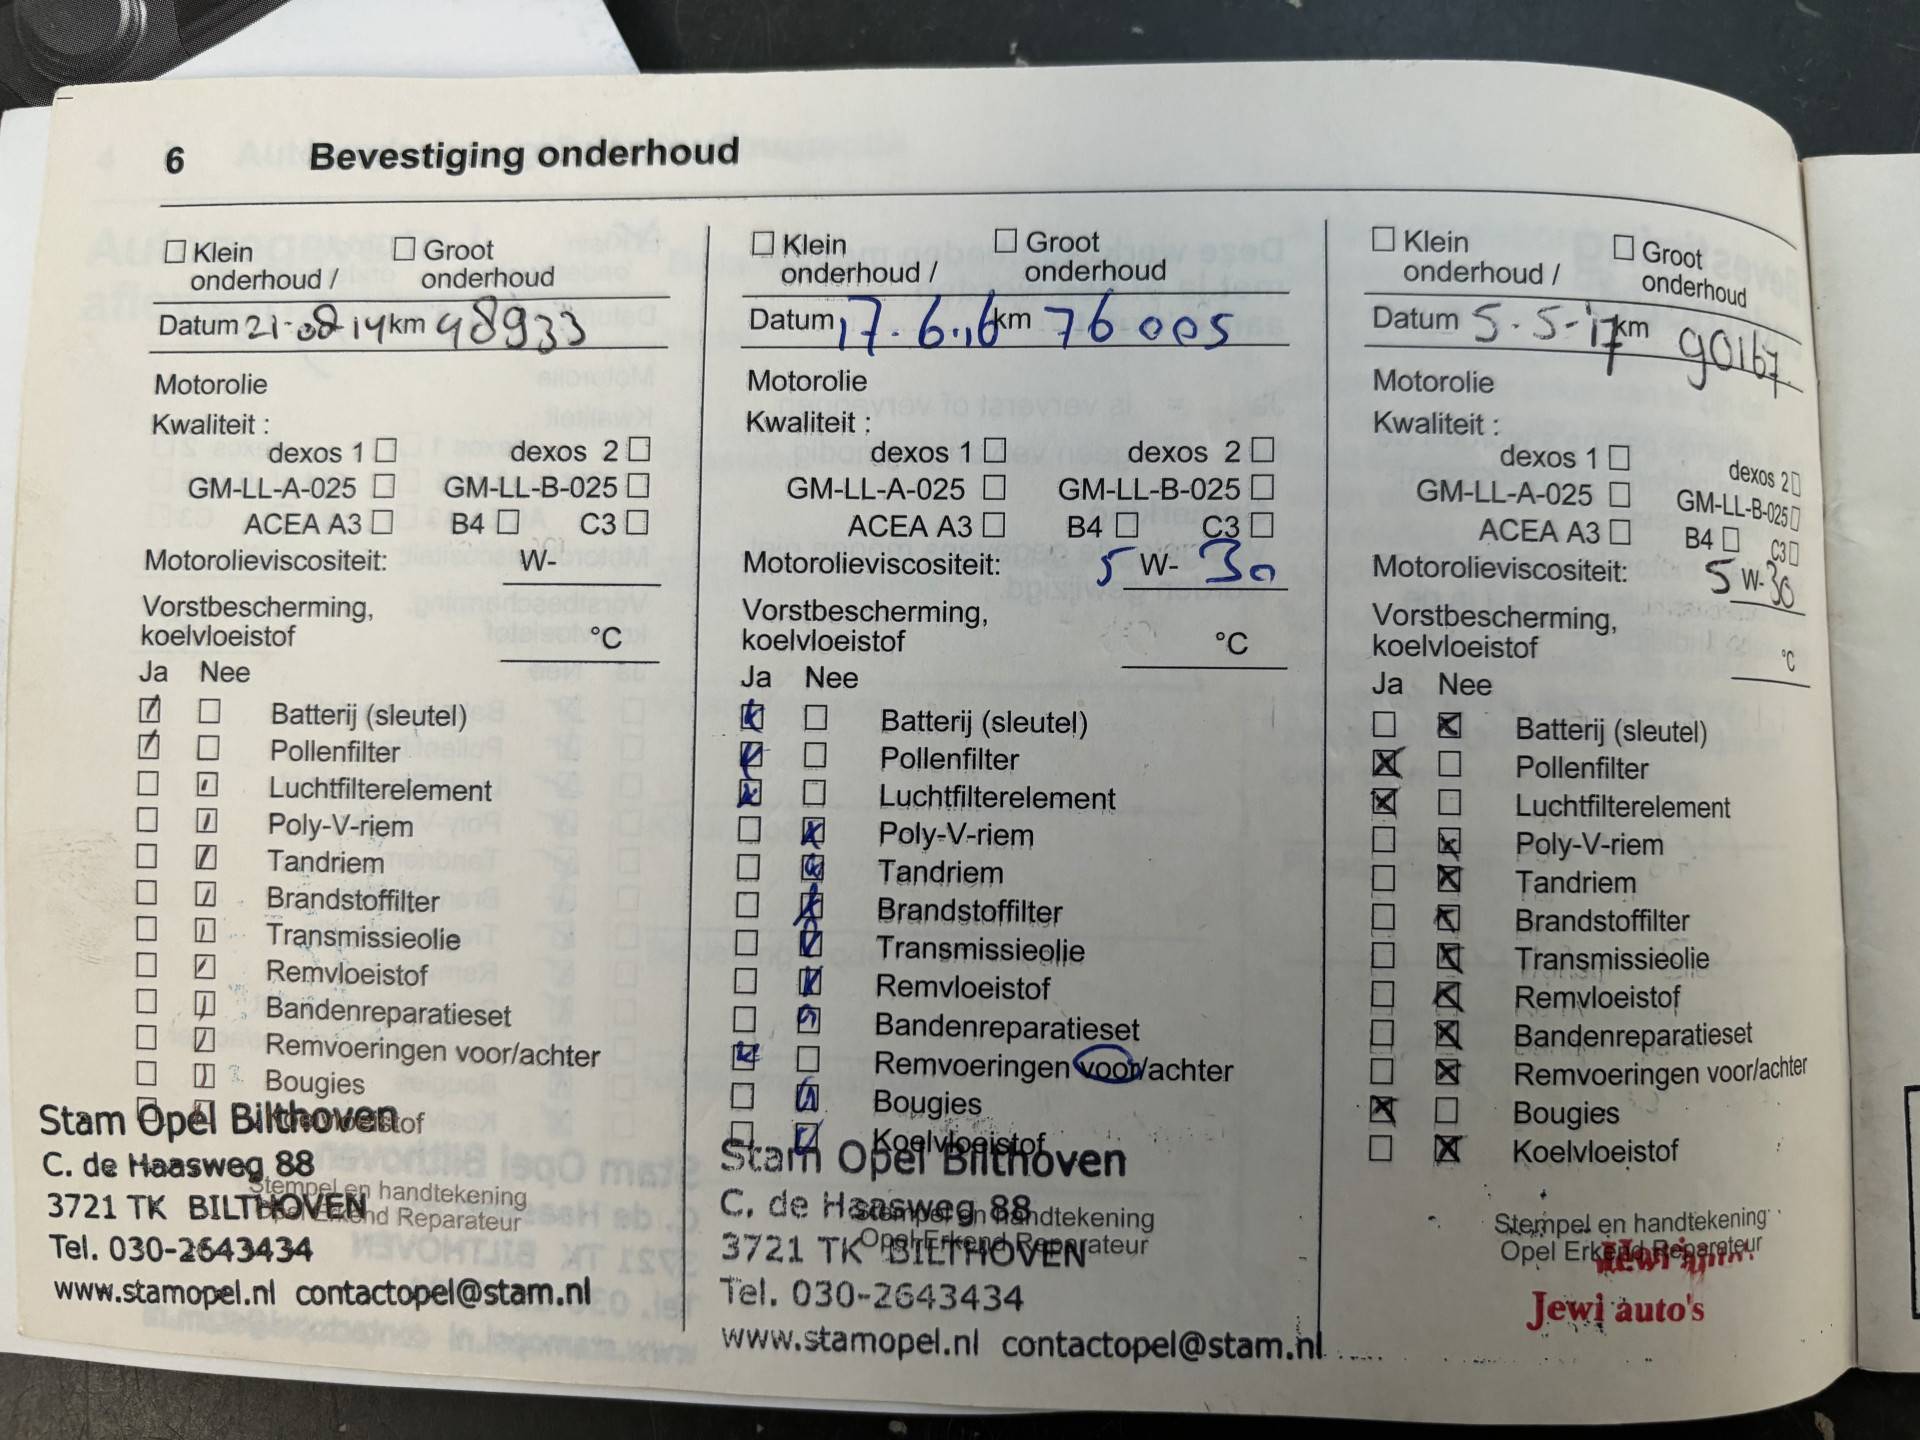 6 Bevestiging onderhoud
☐ Klein onderhoud / ☐ Groot onderhoud
Datum 21-08-14 km 48933
Motorolie
Kwaliteit :
dexos 1 ☐ dexos 2 ☐
GM-LL-A-025 ☐ GM-LL-B-025 ☐
ACEA A3 ☐ B4 ☐ C3 ☐
Motorolieviscositeit: W-
Vorstbescherming,
koelvloeistof °C
Ja Nee
Batterij (sleutel)
Pollenfilter
Luchtfilterelement
Poly-V-riem
Tandriem
Brandstoffilter
Transmissieolie
Remvloeistof
Bandenreparatieset
Remvoeringen voor/achter
Bougies
Koelvloeistof
Stam Opel Bilthoven
C. de Haasweg 88
Stempel en handtekening
3721 TK BILTHOVEN
Opel Erkend Reparateur
Tel. 030-2643434
www.stamopel.nl contactopel@stam.nl
☐ Klein onderhoud / ☐ Groot onderhoud
Datum 17.6.16 km 76005
Motorolie
Kwaliteit :
dexos 1 ☐ dexos 2 ☐
GM-LL-A-025 ☐ GM-LL-B-025 ☐
ACEA A3 ☐ B4 ☐ C3 ☐
Motorolieviscositeit: 5 W- 30
Vorstbescherming,
koelvloeistof °C
Ja Nee
Batterij (sleutel)
Pollenfilter
Luchtfilterelement
Poly-V-riem
Tandriem
Brandstoffilter
Transmissieolie
Remvloeistof
Bandenreparatieset
Remvoeringen voor/achter
Bougies
Koelvloeistof
Stam Opel Bilthoven
C. de Haasweg 88
Stempel en handtekening
3721 TK BILTHOVEN
Opel Erkend Reparateur
Tel. 030-2643434
www.stamopel.nl contactopel@stam.nl
☐ Klein onderhoud / ☐ Groot onderhoud
Datum 5-5-17 km 90167
Motorolie
Kwaliteit :
dexos 1 ☐ dexos 2 ☐
GM-LL-A-025 ☐ GM-LL-B-025 ☐
ACEA A3 ☐ B4 ☐ C3 ☐
Motorolieviscositeit: 5 W-30
Vorstbescherming,
koelvloeistof °C
Ja Nee
Batterij (sleutel)
Pollenfilter
Luchtfilterelement
Poly-V-riem
Tandriem
Brandstoffilter
Transmissieolie
Remvloeistof
Bandenreparatieset
Remvoeringen voor/achter
Bougies
Koelvloeistof
Stempel en handtekening
Opel Erkend Reparateur
Jewi auto's